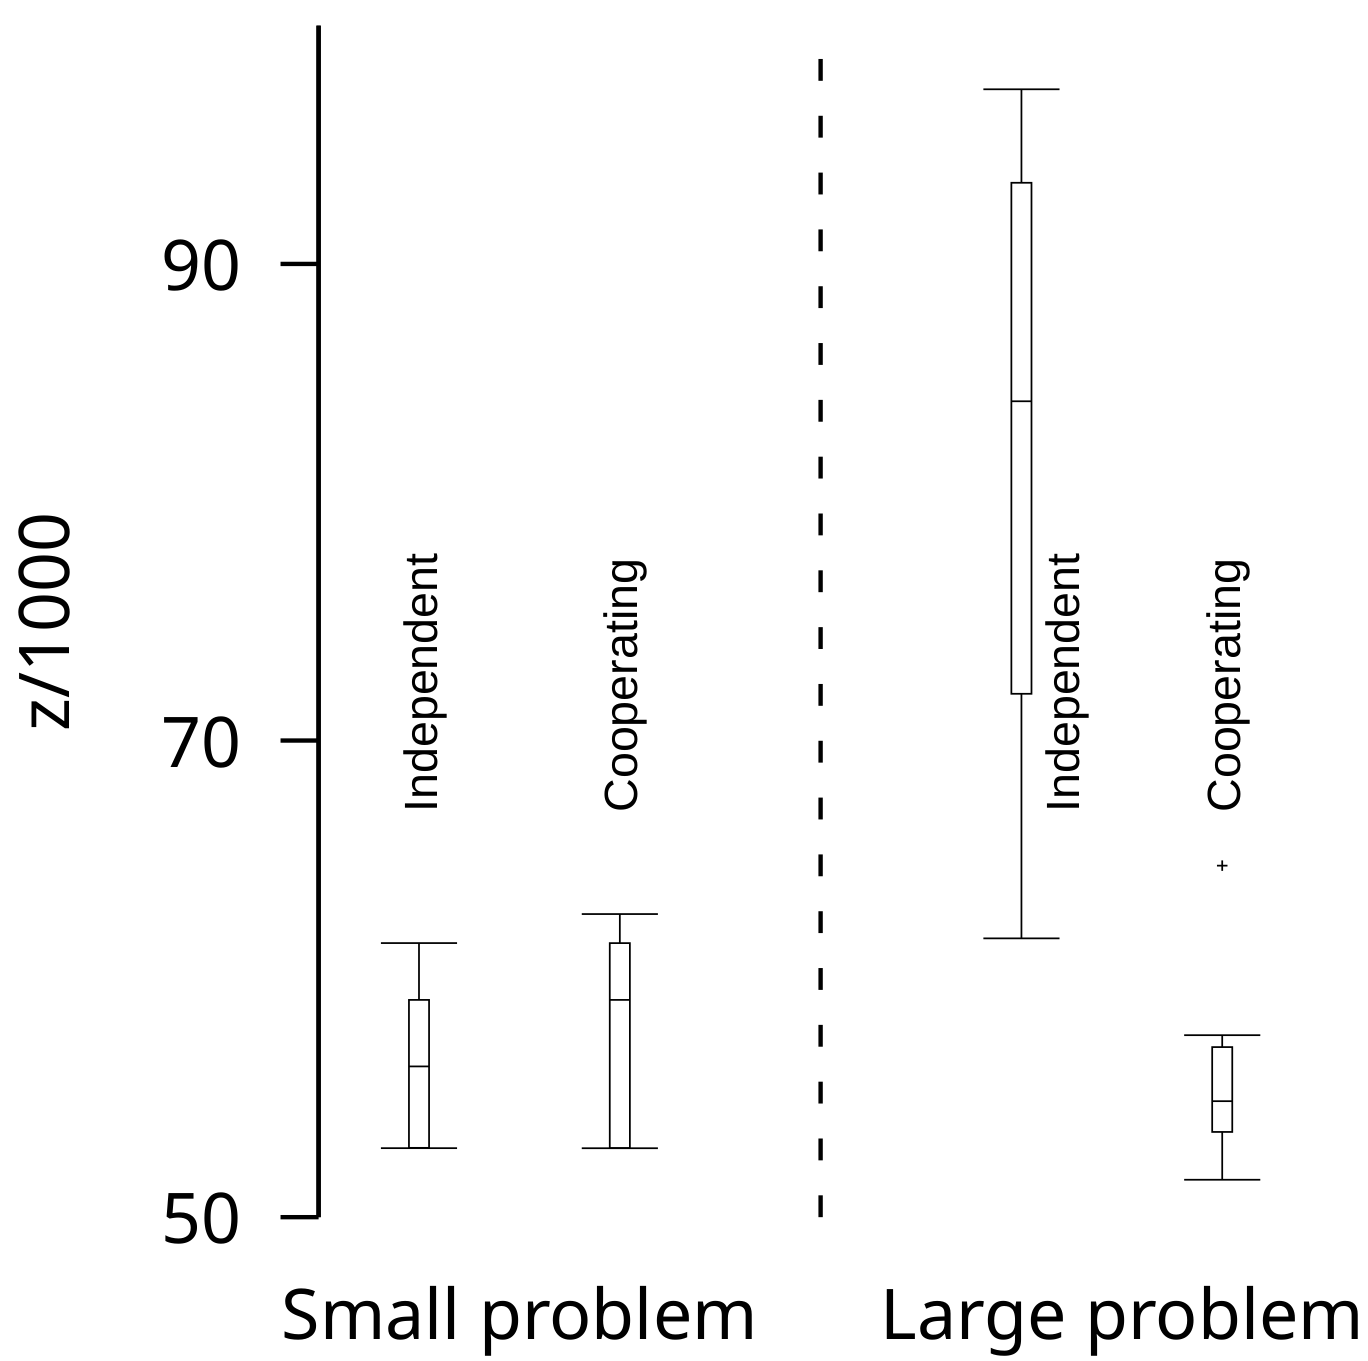 z/1000
90
70
50
Independent
Cooperating
Independent
Cooperating
Small problem
Large problem